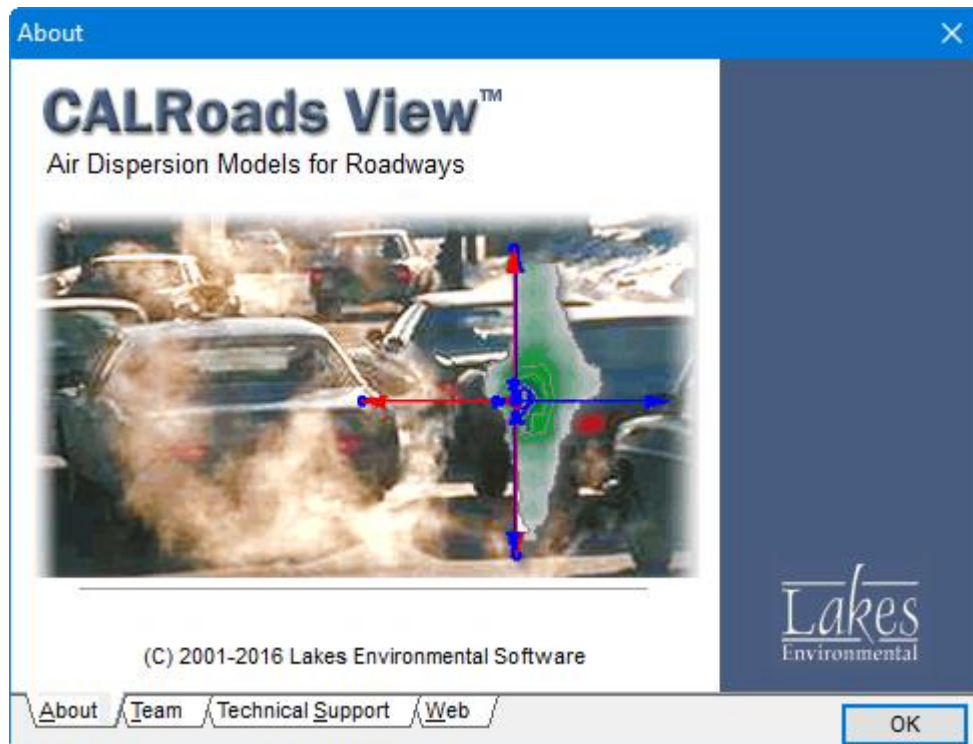 About
CALRoads View™
Air Dispersion Models for Roadways
Lakes
Environmental
(C) 2001-2016 Lakes Environmental Software
About Team Technical Support Web
OK